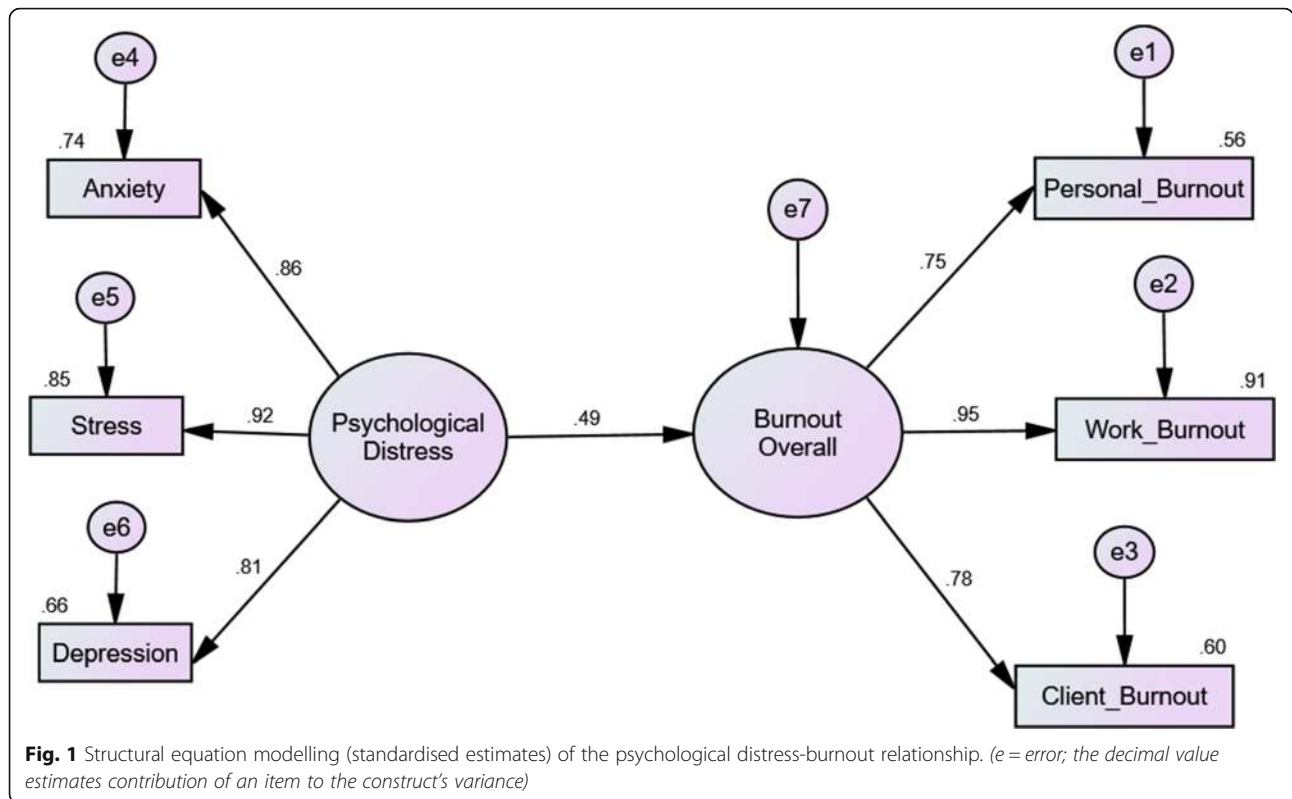 e4
e1
.74
Anxiety
.56
Personal_Burnout
e7
.86
.75
e5
e2
.85
Stress
.92
Psychological
Distress
.49
Burnout
Overall
.95
.91
Work_Burnout
e6
.81
.78
e3
.66
Depression
.60
Client_Burnout
Fig. 1 Structural equation modelling (standardised estimates) of the psychological distress-burnout relationship. (e = error; the decimal value
estimates contribution of an item to the construct's variance)